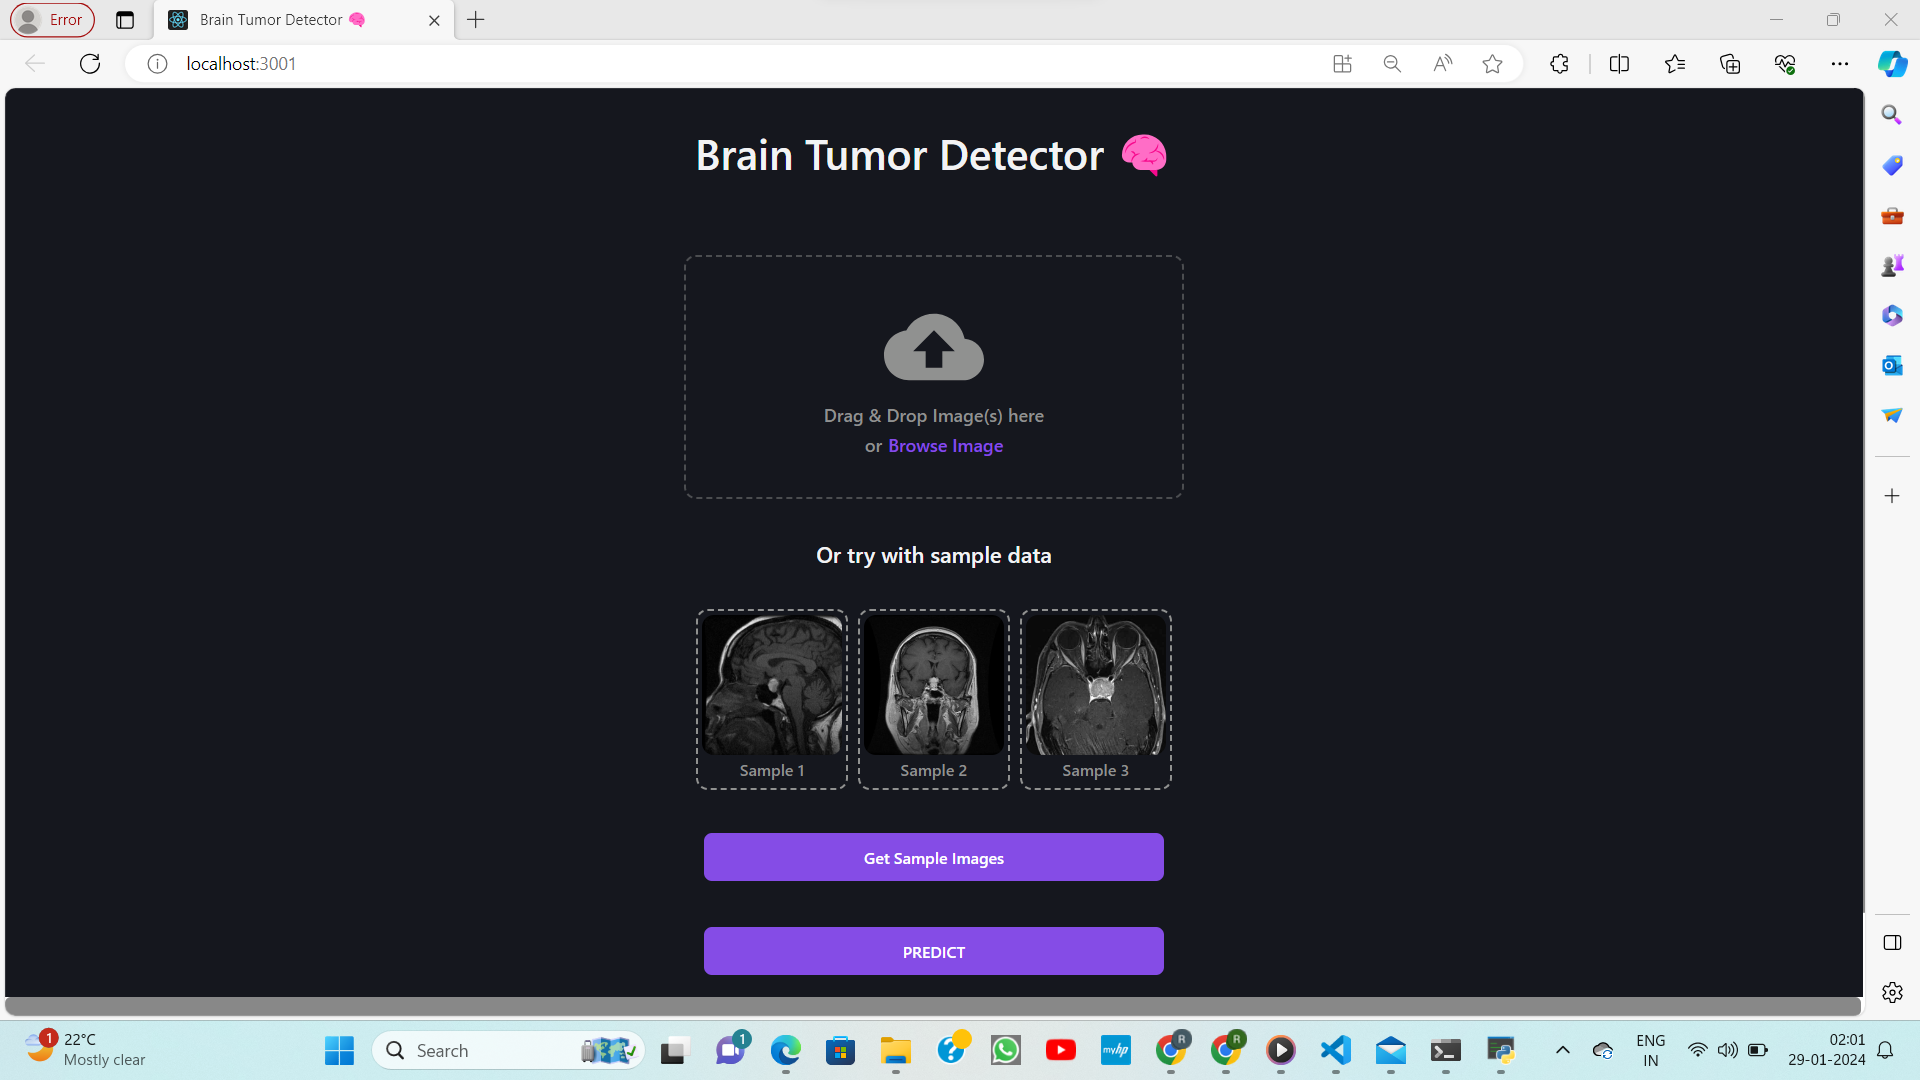 Error
Brain Tumor Detector 🧠
localhost:3001
Brain Tumor Detector 🧠
Drag & Drop Image(s) here
or Browse Image
Or try with sample data
Sample 1
Sample 2
Sample 3
Get Sample Images
PREDICT
1
22°C
Mostly clear
Search
1
myhp
R
R
ENG
IN
02:01
29-01-2024